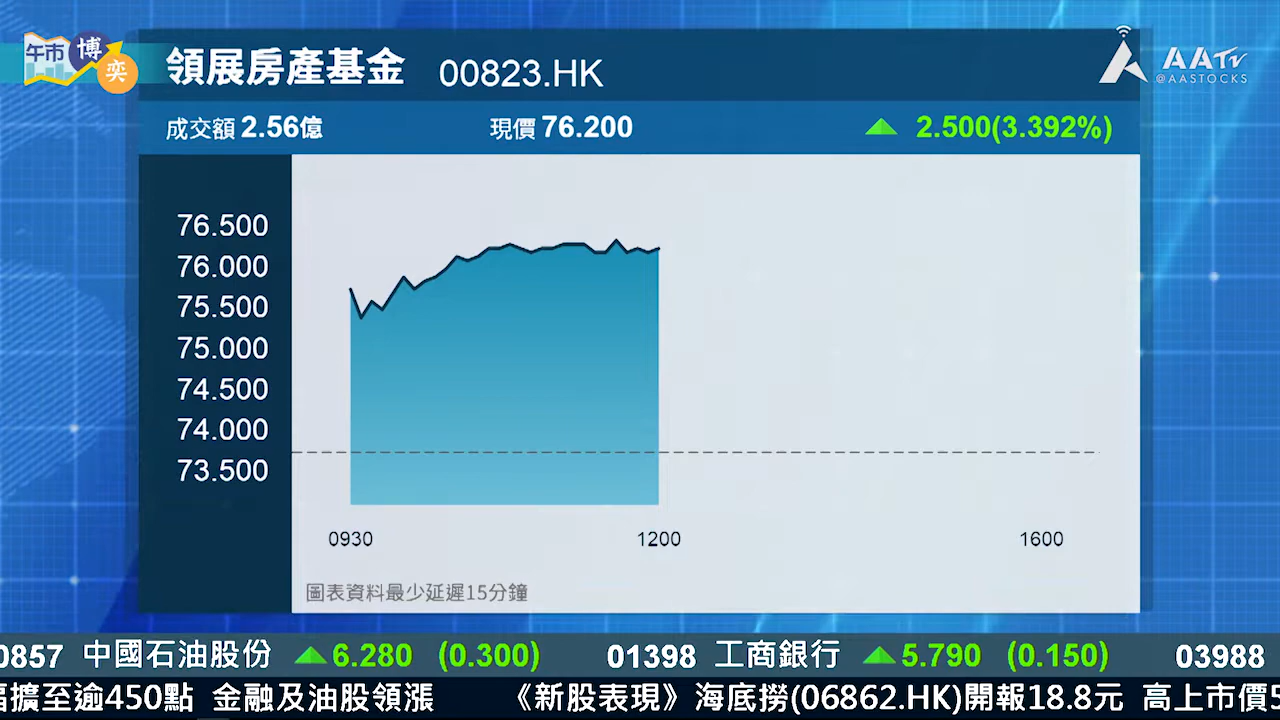 午市 博弈
領展房產基金 00823.HK
AATV
@AASTOCKS
成交額 2.56億 現價 76.200 2.500(3.392%)
76.500
76.000
75.500
75.000
74.500
74.000
73.500
0930 1200 1600
圖表資料最少延遲15分鐘
0857 中國石油股份 6.280 (0.300) 01398 工商銀行 5.790 (0.150) 03988
幅擴至逾450點 金融及油股領漲 《新股表現》海底撈(06862.HK)開報18.8元 高上市價5